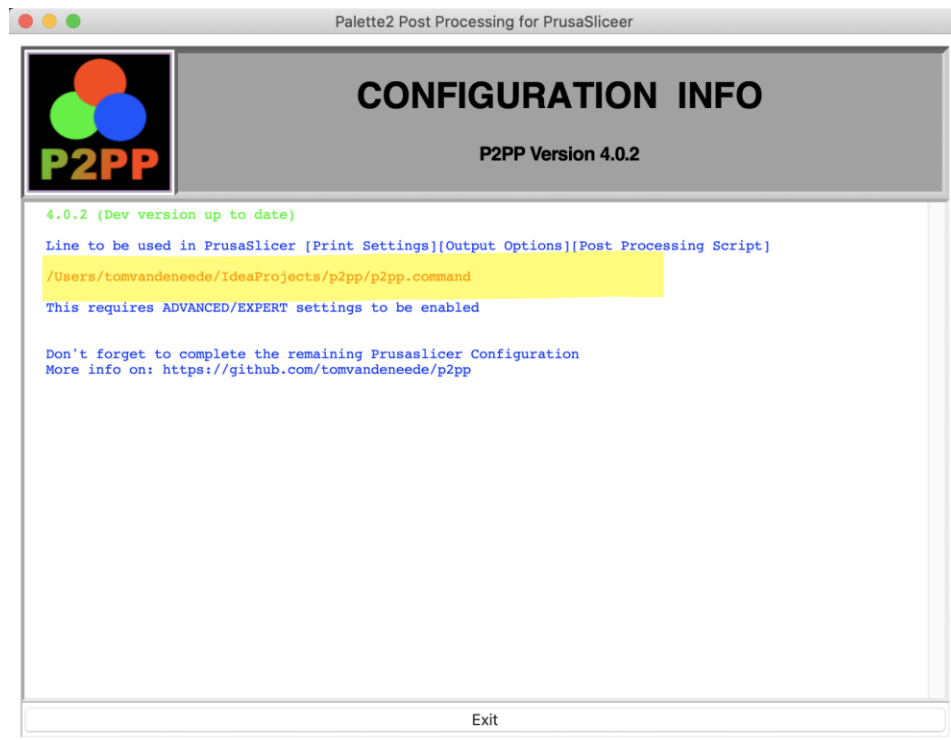 Palette2 Post Processing for PrusaSliceer
P2PP
CONFIGURATION INFO
P2PP Version 4.0.2
4.0.2 (Dev version up to date)
Line to be used in PrusaSlicer [Print Settings][Output Options][Post Processing Script]
/Users/tomvandeneede/IdeaProjects/p2pp/p2pp.command
This requires ADVANCED/EXPERT settings to be enabled
Don't forget to complete the remaining Prusaslicer Configuration
More info on: https://github.com/tomvandeneede/p2pp
Exit